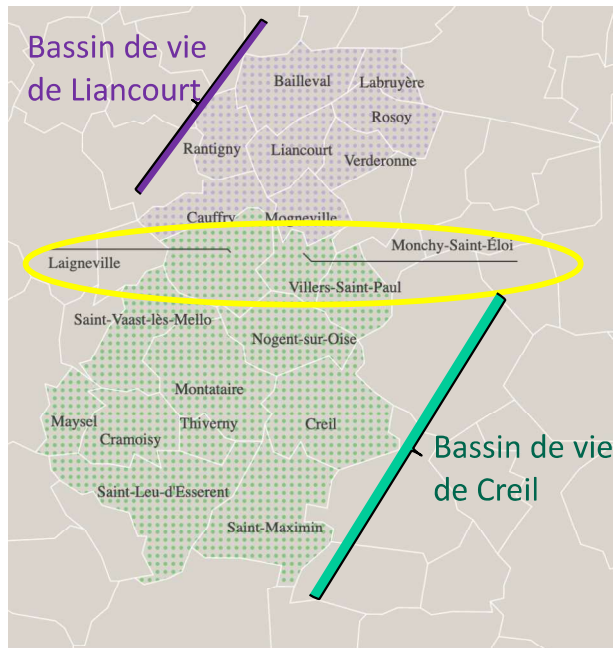 Bassin de vie
de Liancourt
Bailleval
Labruyère
Rosoy
Rantigny
Liancourt
Verderonne
Cauffry
Mogneville
Monchy-Saint-Éloi
Laigneville
Villers-Saint-Paul
Saint-Vaast-lès-Mello
Nogent-sur-Oise
Montataire
Maysel
Thiverny
Creil
Cramoisy
Bassin de vie
de Creil
Saint-Leu-d'Esserent
Saint-Maximin